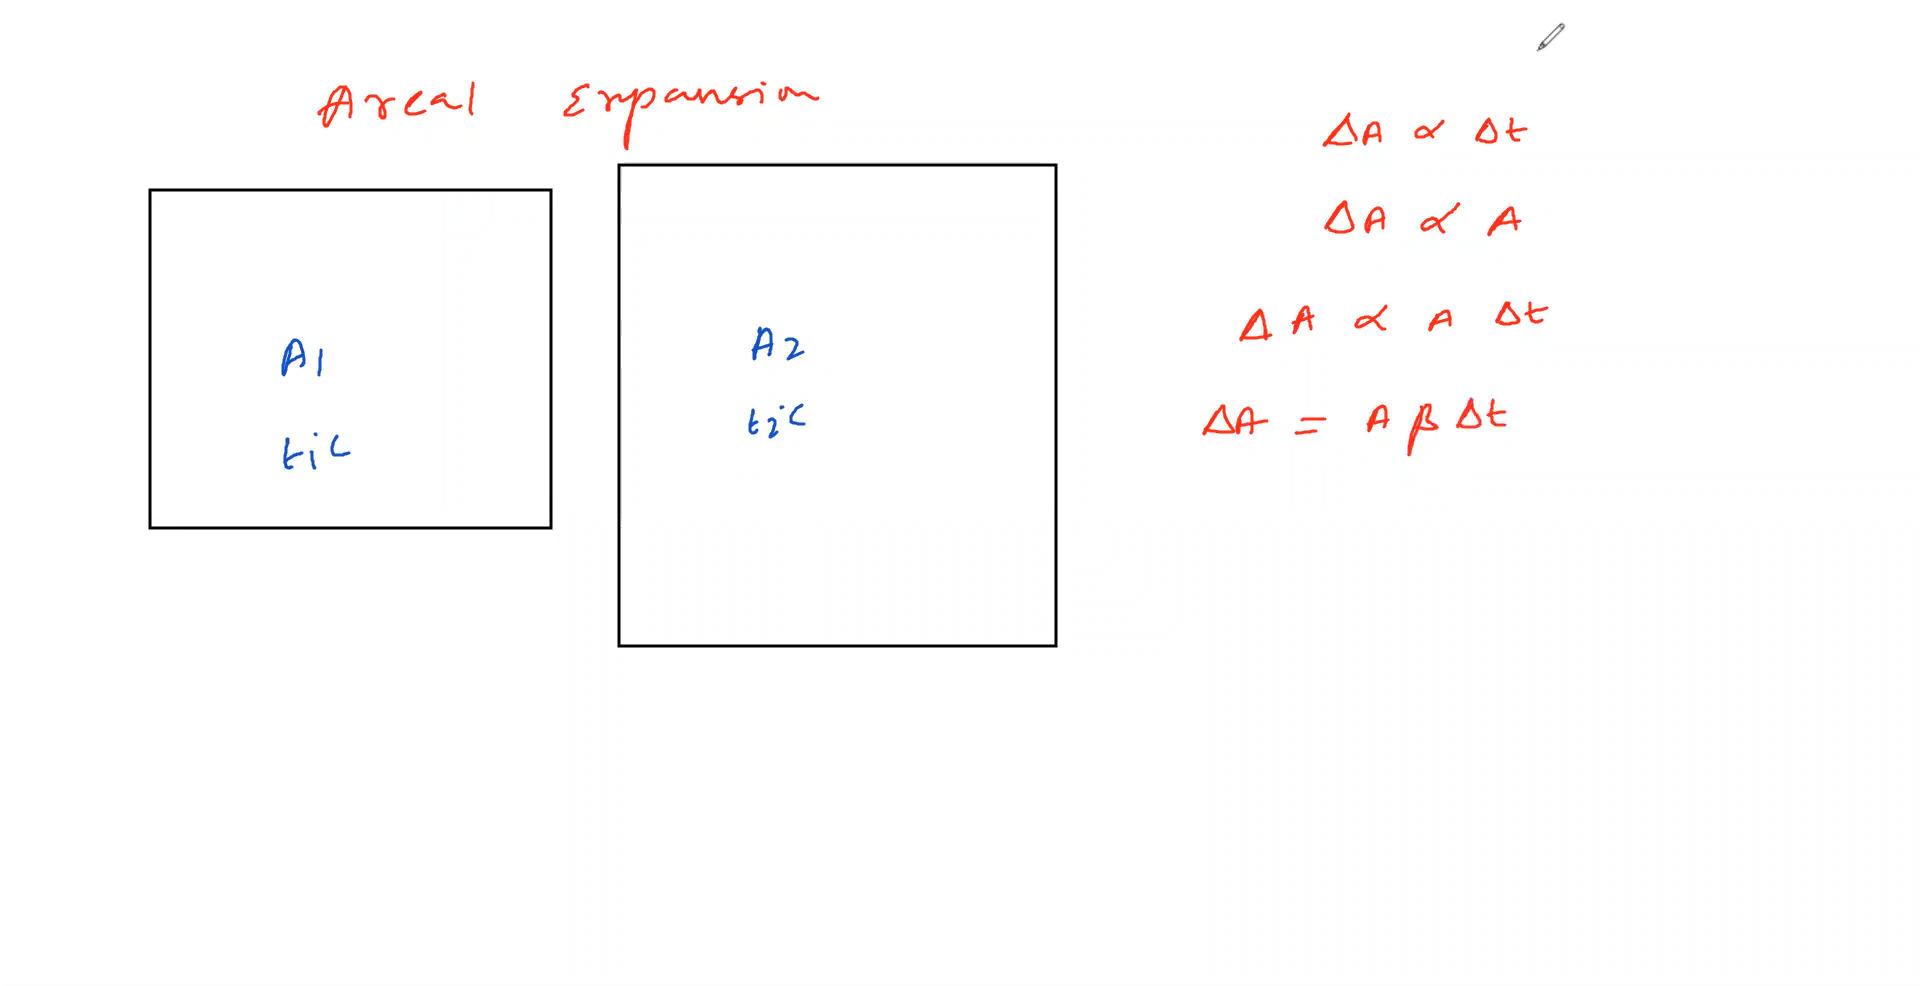 Areal Expansion
A1
t1°C
A2
t2°C
ΔA ∝ Δt
ΔA ∝ A
ΔA ∝ A Δt
ΔA = A β Δt